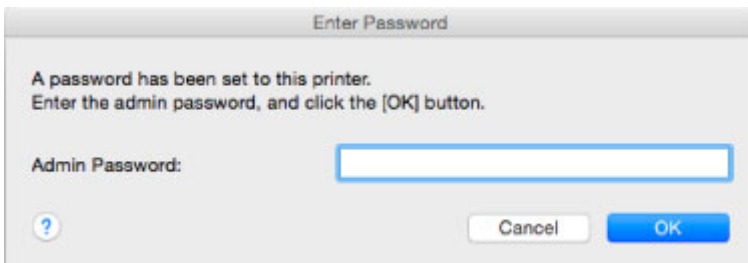 Enter Password
A password has been set to this printer.
Enter the admin password, and click the [OK] button.
Admin Password:
?
Cancel
OK